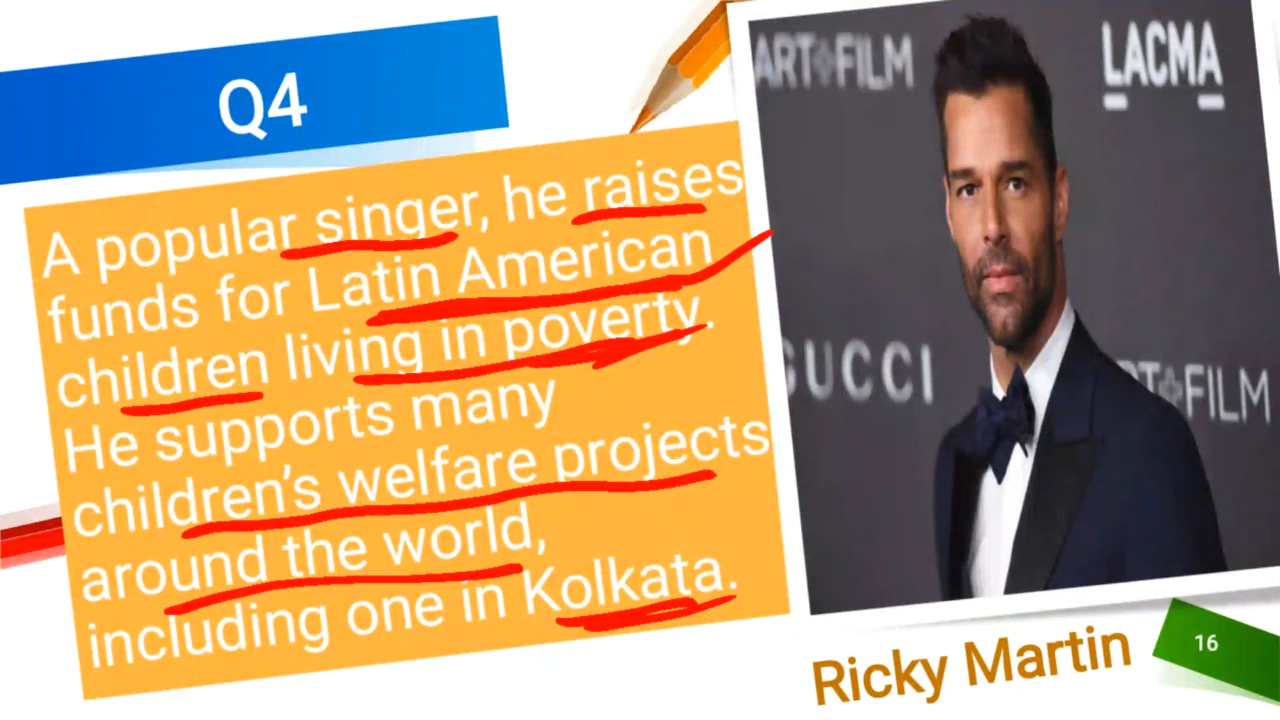 Q4
A popular singer, he raises
funds for Latin American
children living in poverty.
He supports many
children's welfare projects
around the world,
including one in Kolkata.
ART+FILM
LACMA
GUCCI
ART+FILM
Ricky Martin
16